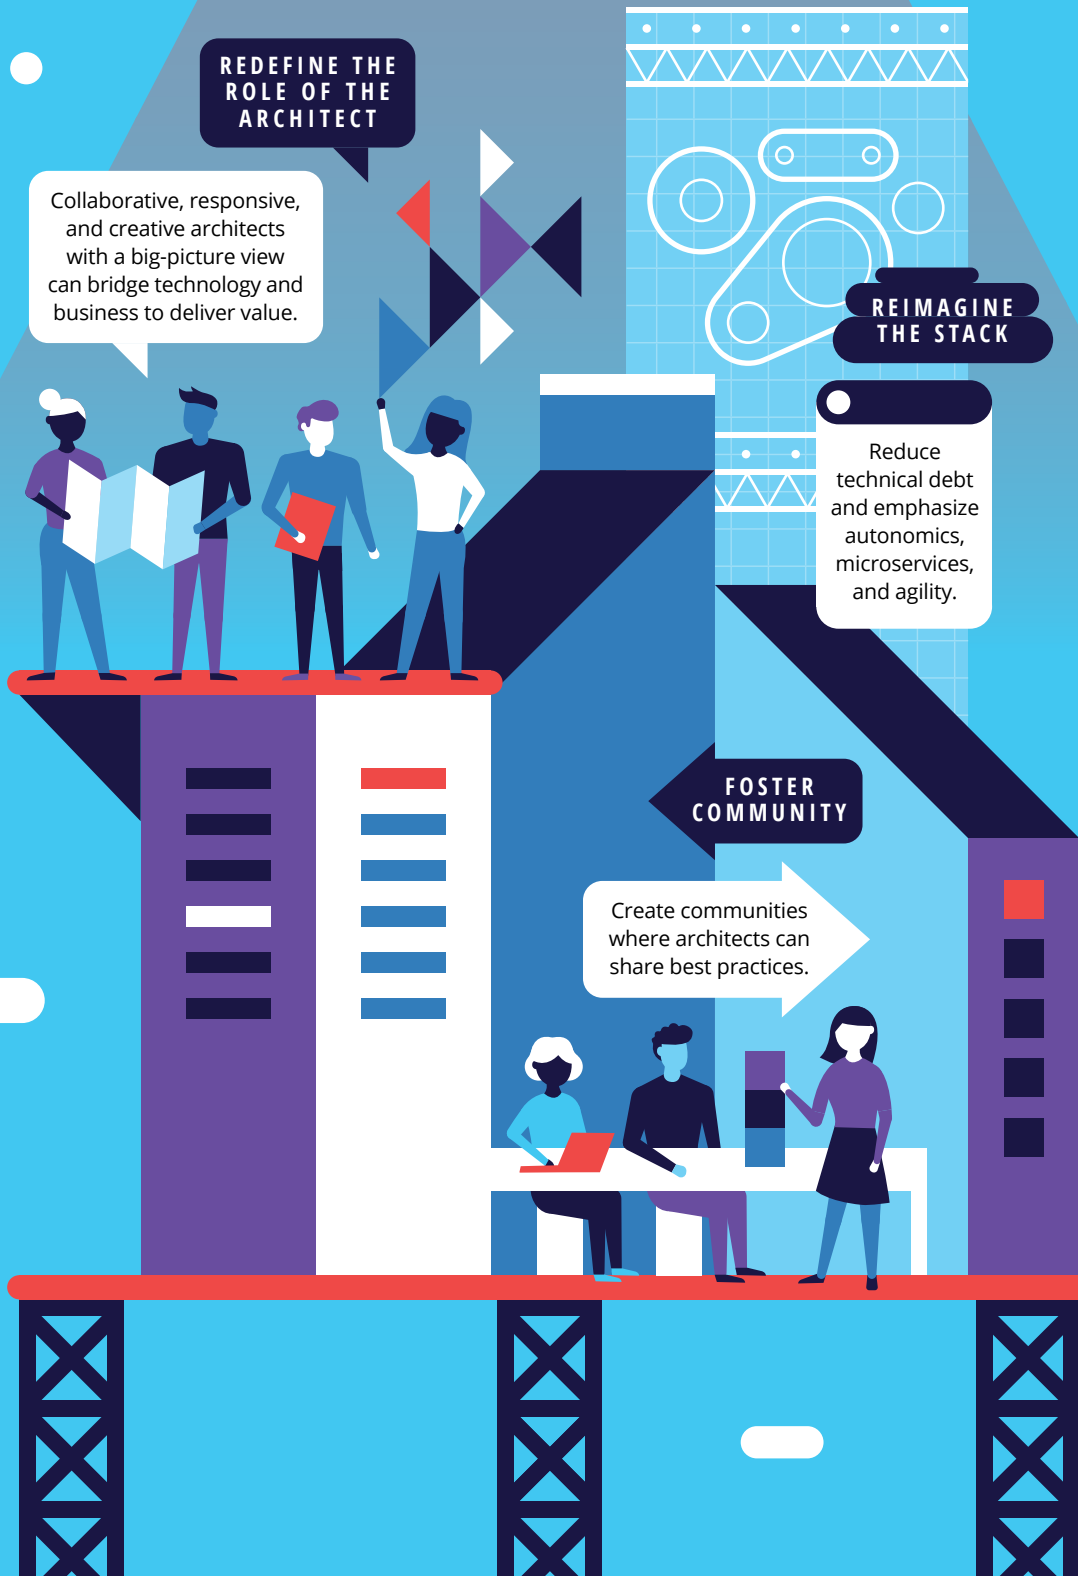 REDEFINE THE
ROLE OF THE
ARCHITECT
Collaborative, responsive,
and creative architects
with a big-picture view
can bridge technology and
business to deliver value.
REIMAGINE
THE STACK
Reduce
technical debt
and emphasize
autonomics,
microservices,
and agility.
FOSTER
COMMUNITY
Create communities
where architects can
share best practices.